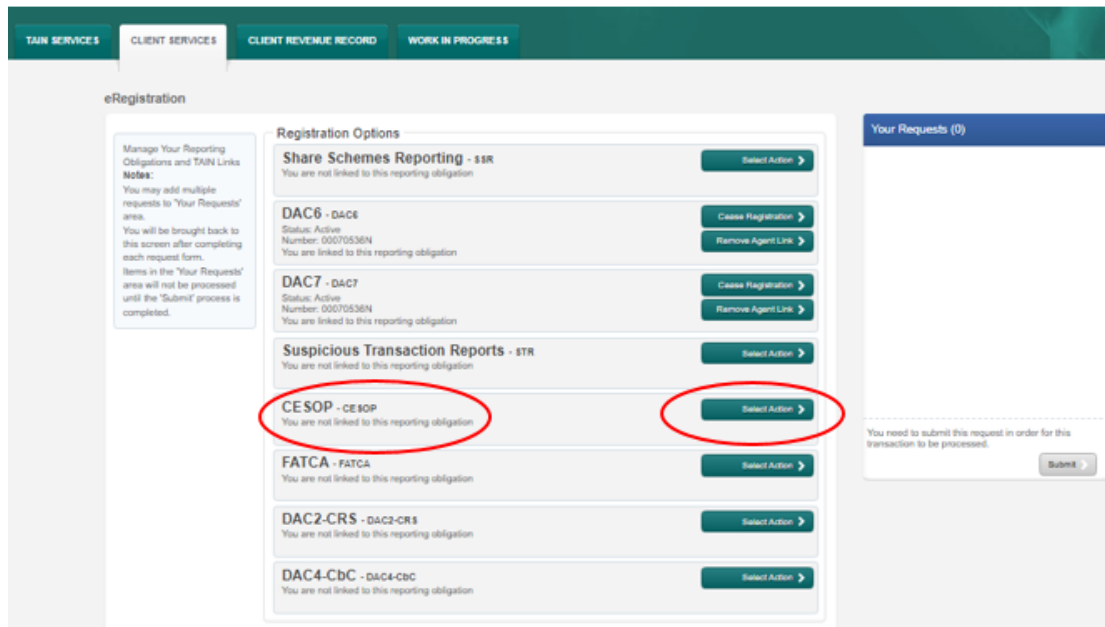 TAIN SERVICES
CLIENT SERVICES
CLIENT REVENUE RECORD
WORK IN PROGRESS
eRegistration
Manage Your Reporting
Obligations and TAIN Links
Notes:
You may add multiple
requests to 'Your Requests'
area.
You will be brought back to
this screen after completing
each request form.
Items in the 'Your Requests'
area will not be processed
until the 'Submit' process is
completed.
Registration Options
Share Schemes Reporting - SSR
You are not linked to this reporting obligation
Select Action
DAC6 - DAC6
Status: Active
Number: 00070536N
You are linked to this reporting obligation
Cease Registration
Remove Agent Link
DAC7 - DAC7
Status: Active
Number: 00070536N
You are linked to this reporting obligation
Cease Registration
Remove Agent Link
Suspicious Transaction Reports - STR
You are not linked to this reporting obligation
Select Action
CESOP - CESOP
You are not linked to this reporting obligation
Select Action
FATCA - FATCA
You are not linked to this reporting obligation
Select Action
DAC2-CRS - DAC2-CRS
You are not linked to this reporting obligation
Select Action
DAC4-CbC - DAC4-CbC
You are not linked to this reporting obligation
Select Action
Your Requests (0)
You need to submit this request in order for this
transaction to be processed.
Submit